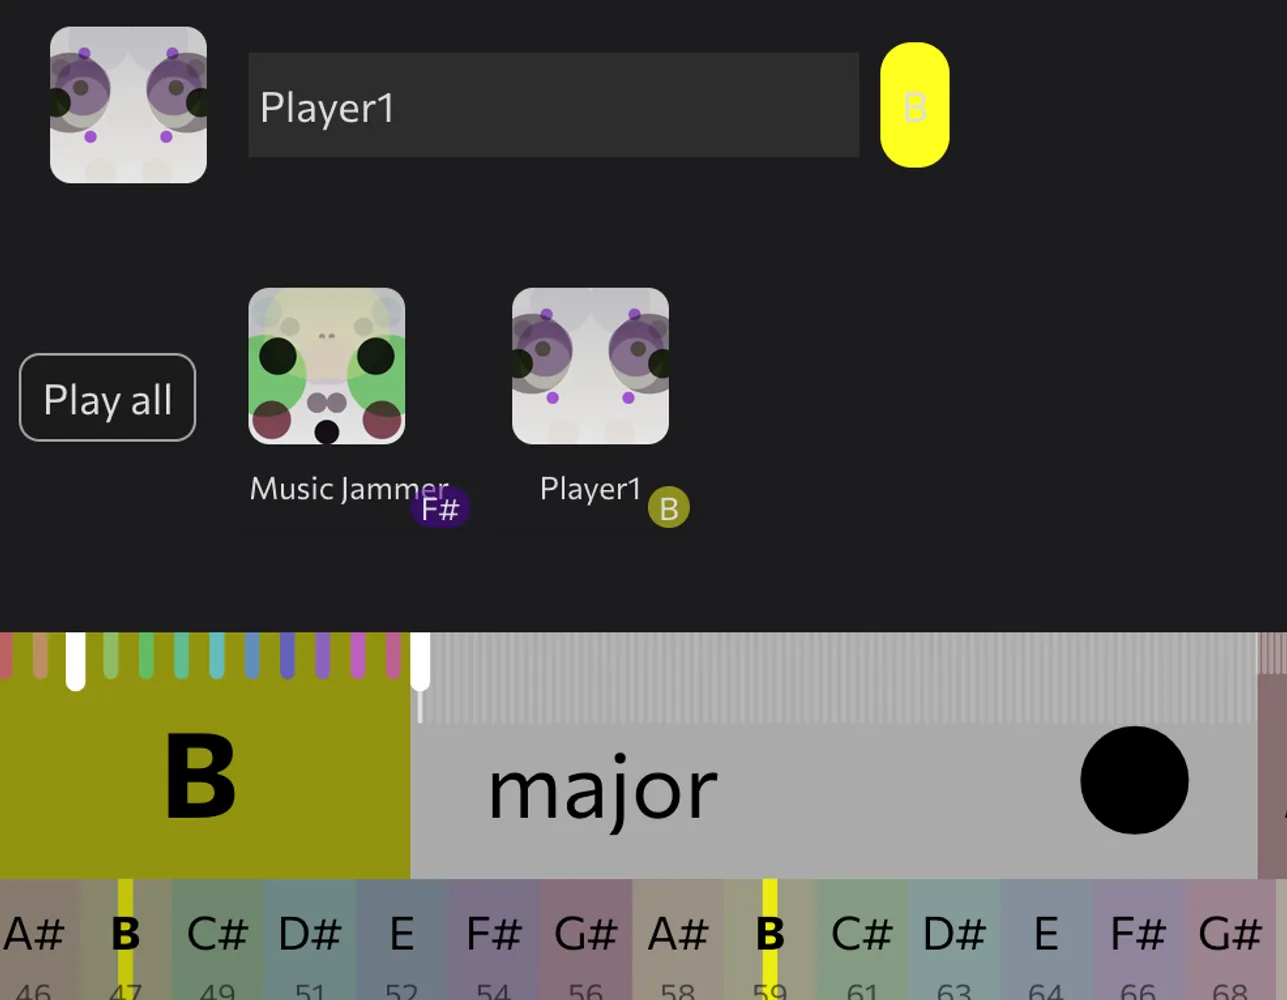 Player1 B
Play all
Music Jammer F# Player1 B
B major
A# B C# D# E F# G# A# B C# D# E F# G#
46 47 49 51 52 54 56 58 59 61 63 64 66 68